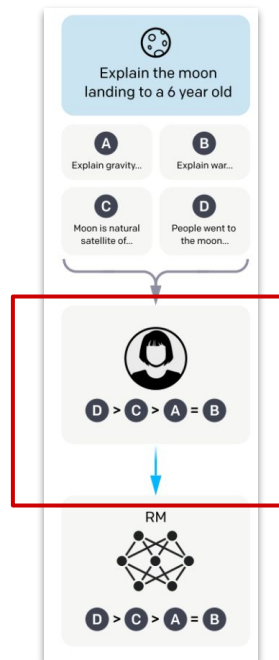 Explain the moon
landing to a 6 year old
A
Explain gravity...
B
Explain war...
C
Moon is natural
satellite of...
D
People went to
the moon...
D > C > A = B
RM
D > C > A = B